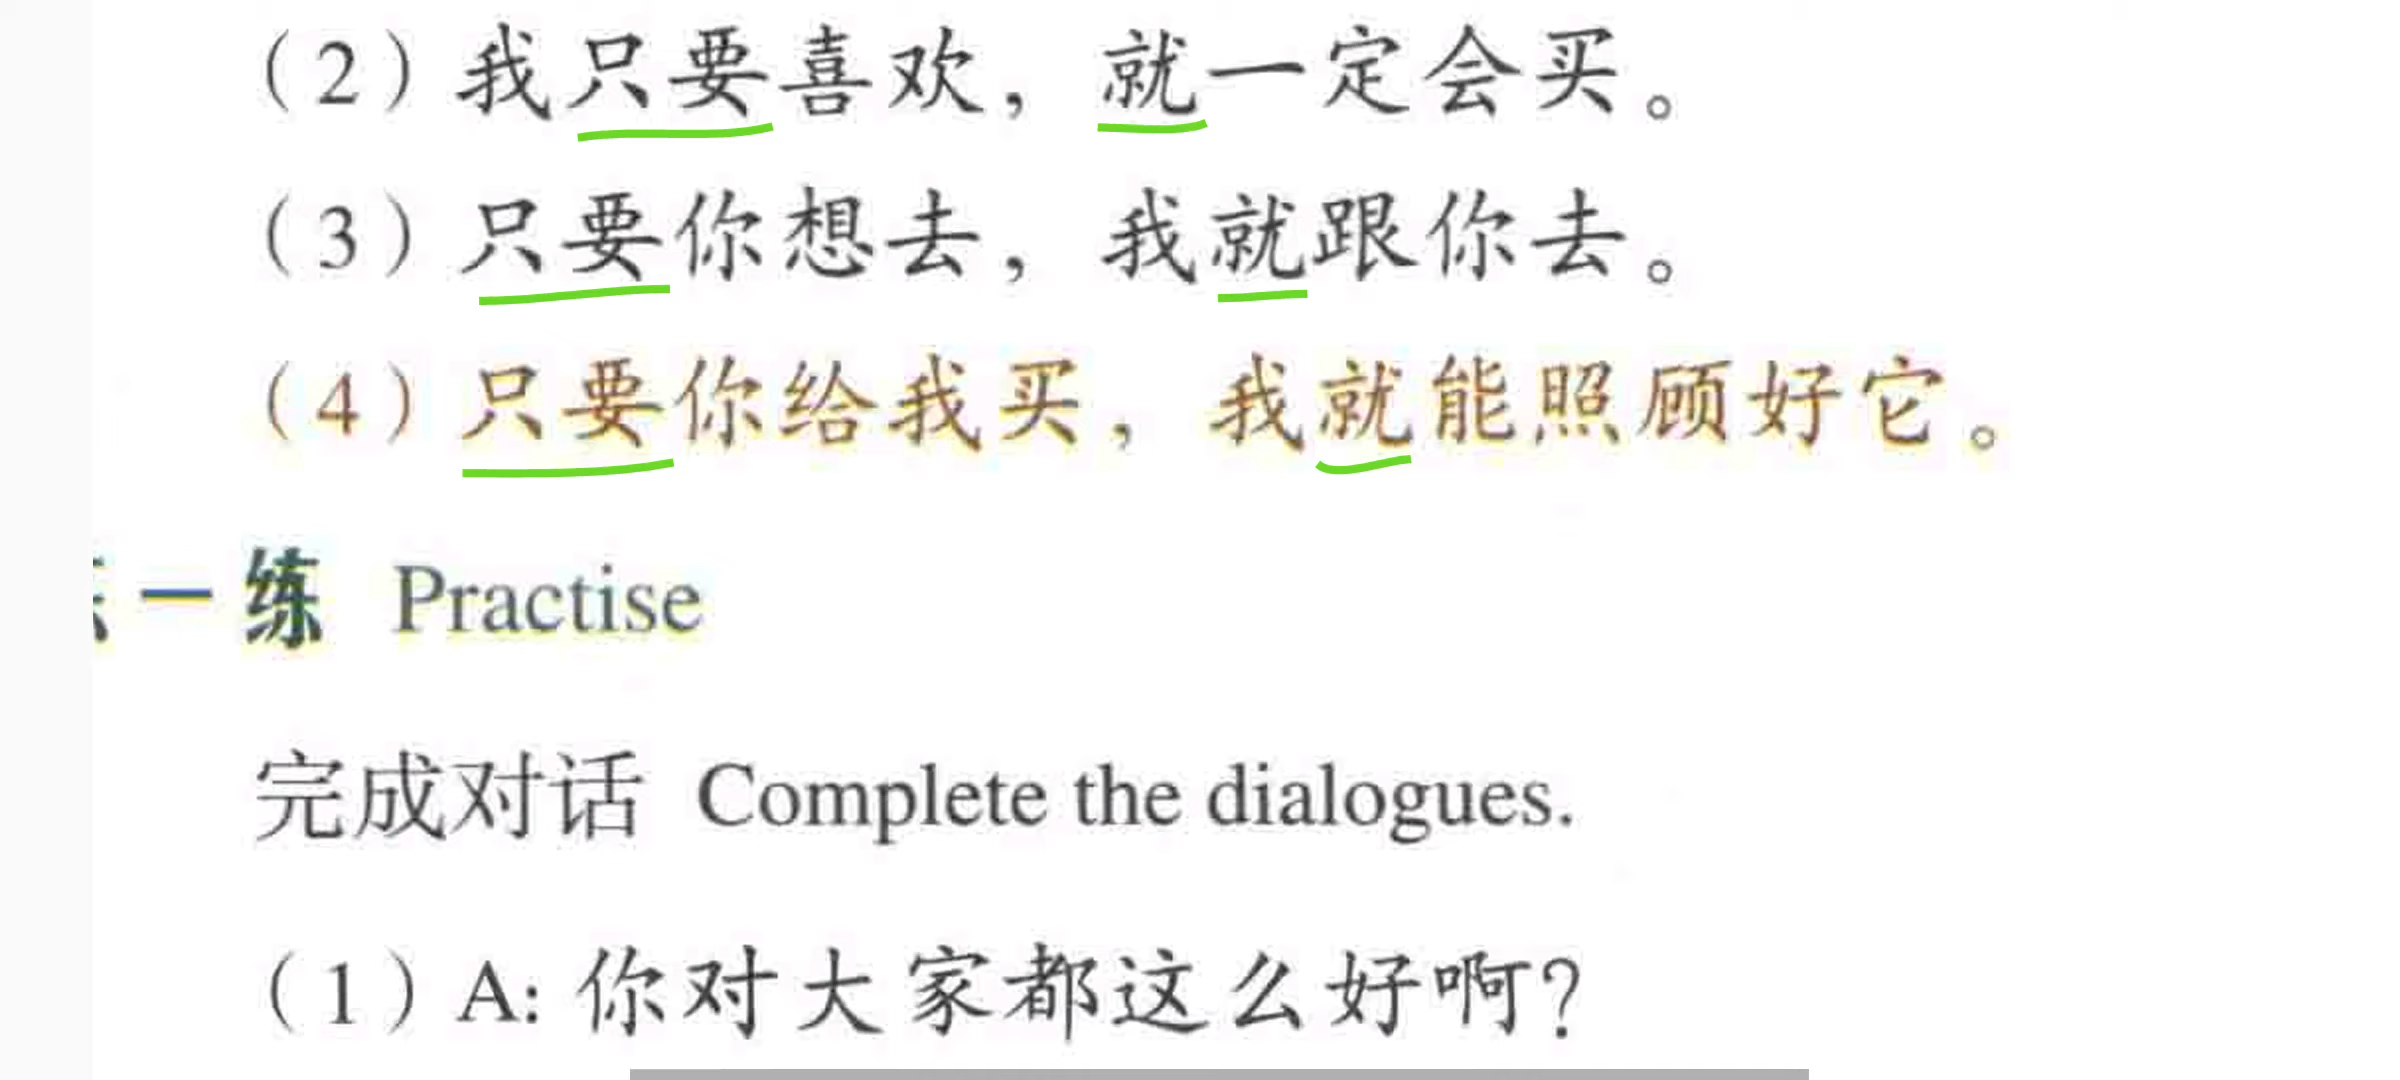 （2）我只要喜欢，就一定会买。
（3）只要你想去，我就跟你去。
（4）只要你给我买，我就能照顾好它。
一练 Practise
完成对话 Complete the dialogues.
（1）A: 你对大家都这么好啊？